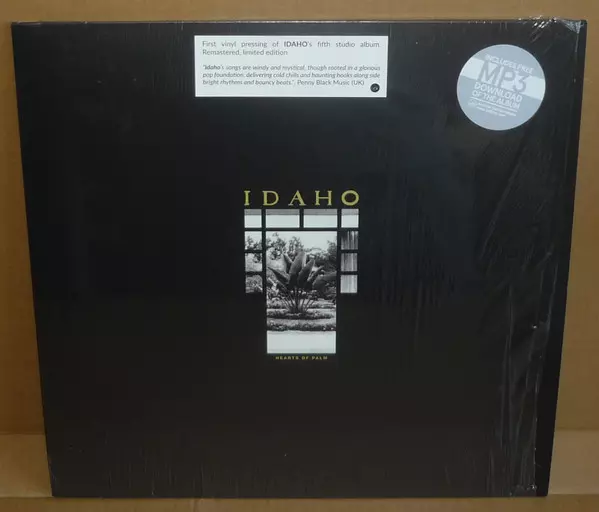 First vinyl pressing of IDAHO's fifth studio album.
Remastered, limited edition.
"Idaho's songs are windy and mystical, though rooted in a glorious
pop foundation, delivering cold chills and haunting hooks along side
bright rhythms and bouncy beats.". Penny Black Music (UK)
INCLUDES FREE
MP3
DOWNLOAD
OF THE ALBUM
IDAHO
HEARTS OF PALM